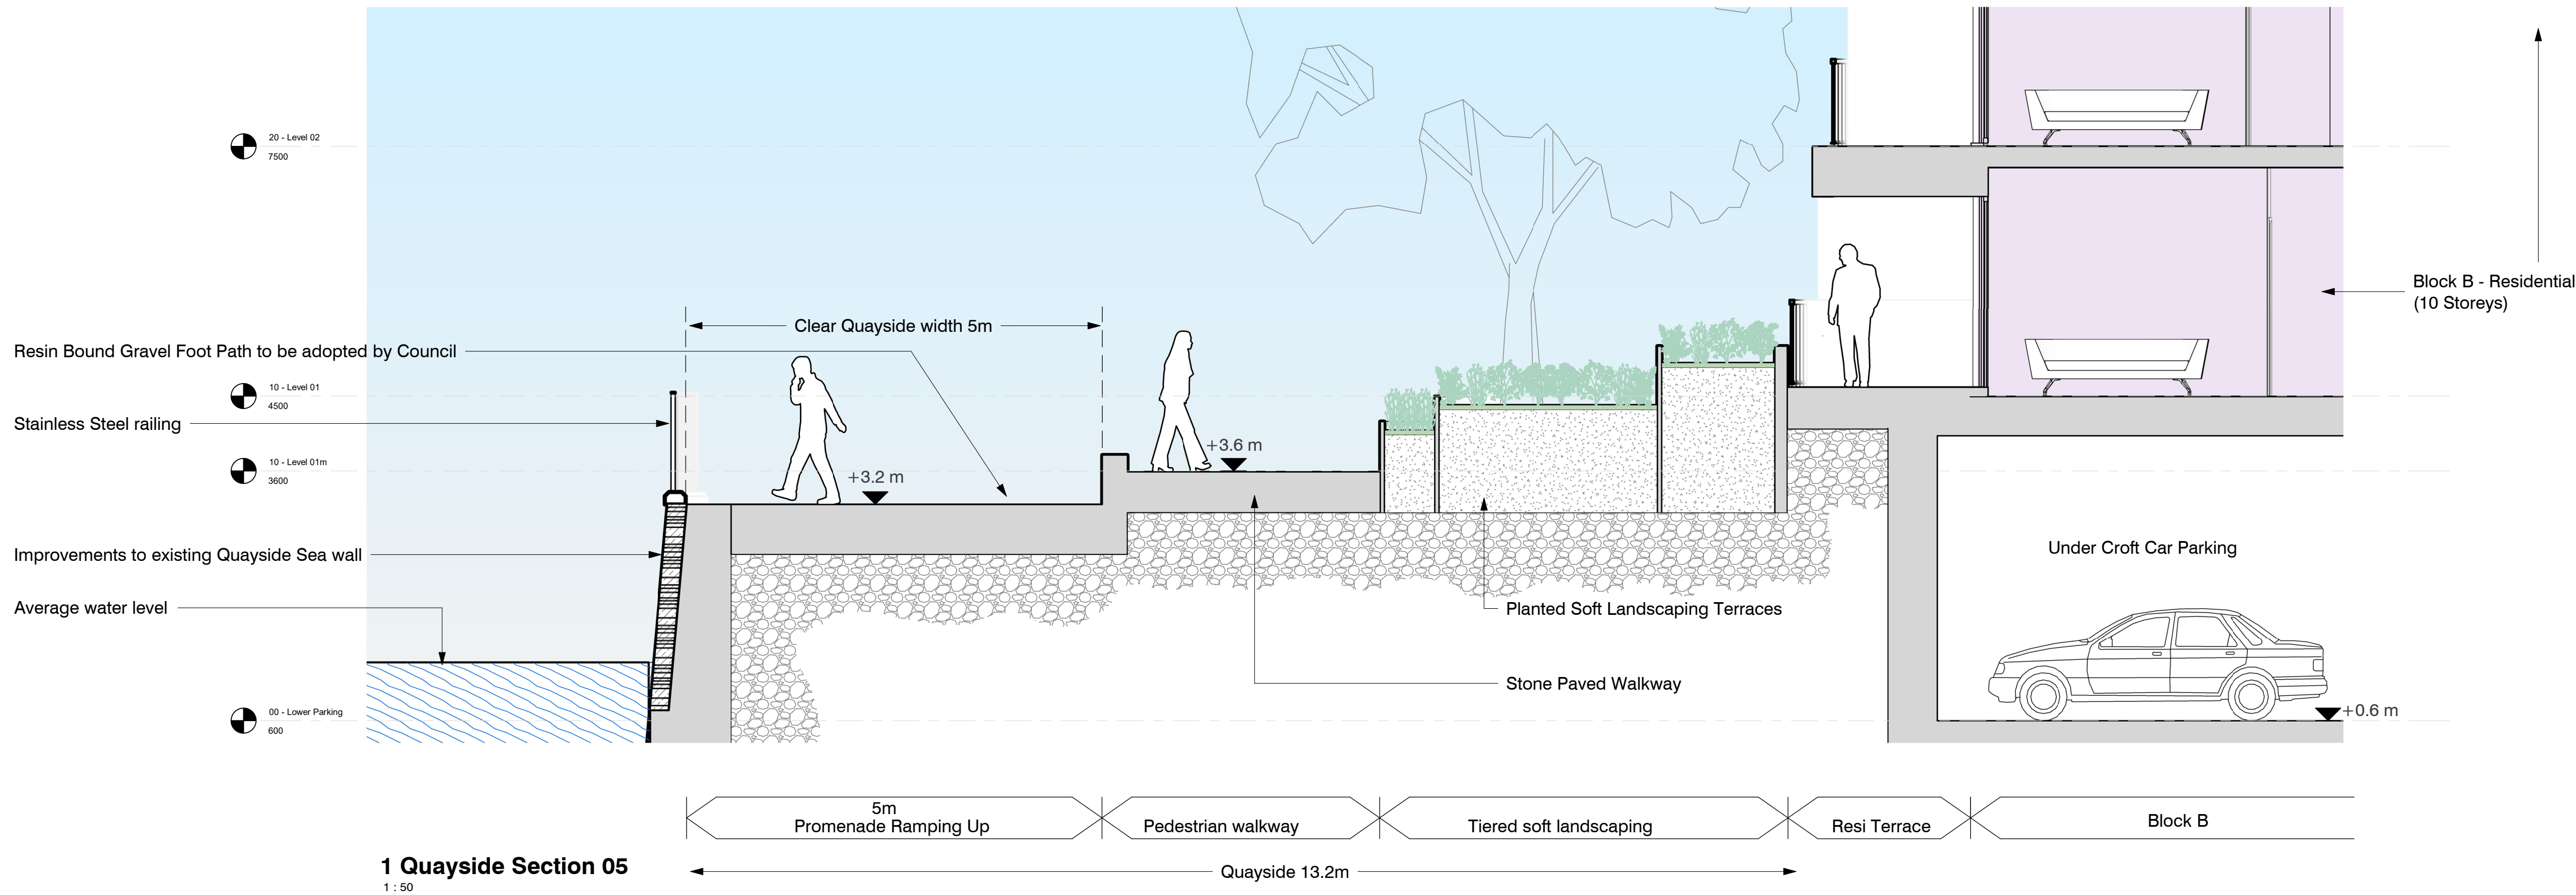 20 - Level 02
7500
Block B - Residential
(10 Storeys)
Clear Quayside width 5m
Resin Bound Gravel Foot Path to be adopted by Council
10 - Level 01
4500
Stainless Steel railing
+3.6 m
10 - Level 01m
3600
+3.2 m
Improvements to existing Quayside Sea wall
Under Croft Car Parking
Average water level
Planted Soft Landscaping Terraces
Stone Paved Walkway
00 - Lower Parking
600
+0.6 m
5m
Promenade Ramping Up
Pedestrian walkway
Tiered soft landscaping
Resi Terrace
Block B
1 Quayside Section 05
1 : 50
Quayside 13.2m